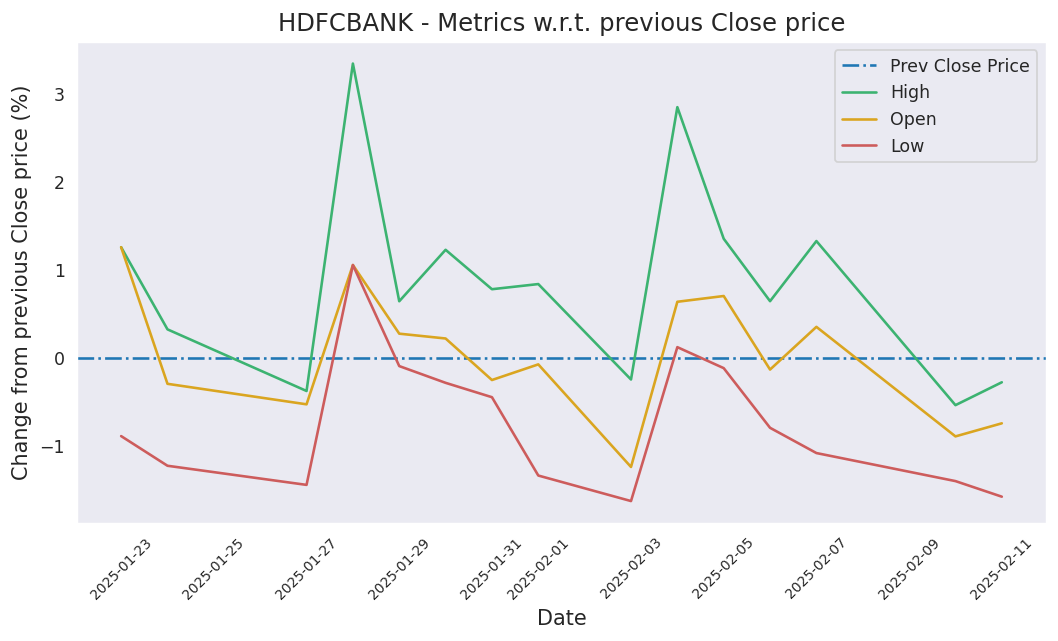 HDFCBANK - Metrics w.r.t. previous Close price
Change from previous Close price (%)
3
2
1
0
−1
Prev Close Price
High
Open
Low
2025-01-23
2025-01-25
2025-01-27
2025-01-29
2025-01-31
2025-02-01
2025-02-03
2025-02-05
2025-02-07
2025-02-09
2025-02-11
Date